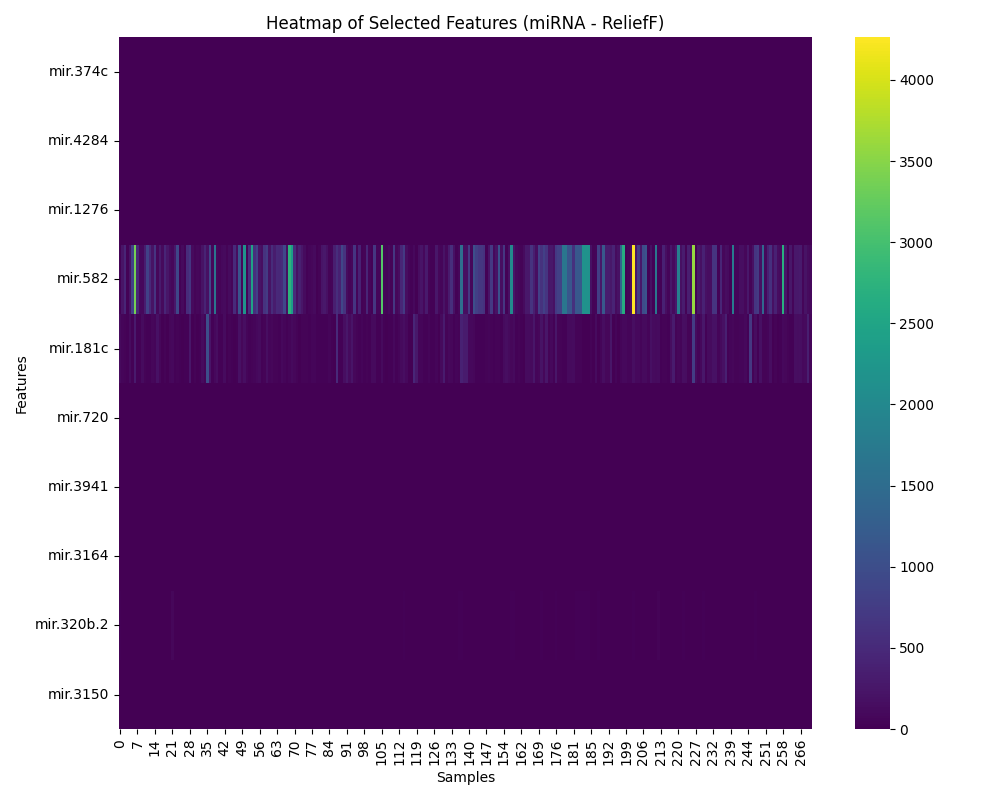 Heatmap of Selected Features (miRNA - ReliefF)
Features
mir.374c
mir.4284
mir.1276
mir.582
mir.181c
mir.720
mir.3941
mir.3164
mir.320b.2
mir.3150
0 7 14 21 28 35 42 49 56 63 70 77 84 91 98 105 112 119 126 133 140 147 154 162 169 176 181 185 192 199 206 213 220 227 232 239 244 251 258 266
Samples
4000
3500
3000
2500
2000
1500
1000
500
0